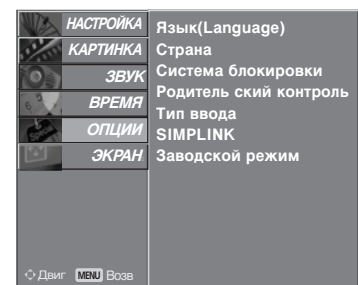 НАСТРОЙКА
КАРТИНКА
ЗВУК
ВРЕМЯ
ОПЦИИ
ЭКРАН
Язык(Language)
Страна
Система блокировки
Родитель ский контроль
Тип ввода
SIMPLINK
Заводской режим
Двиг MENU Возв